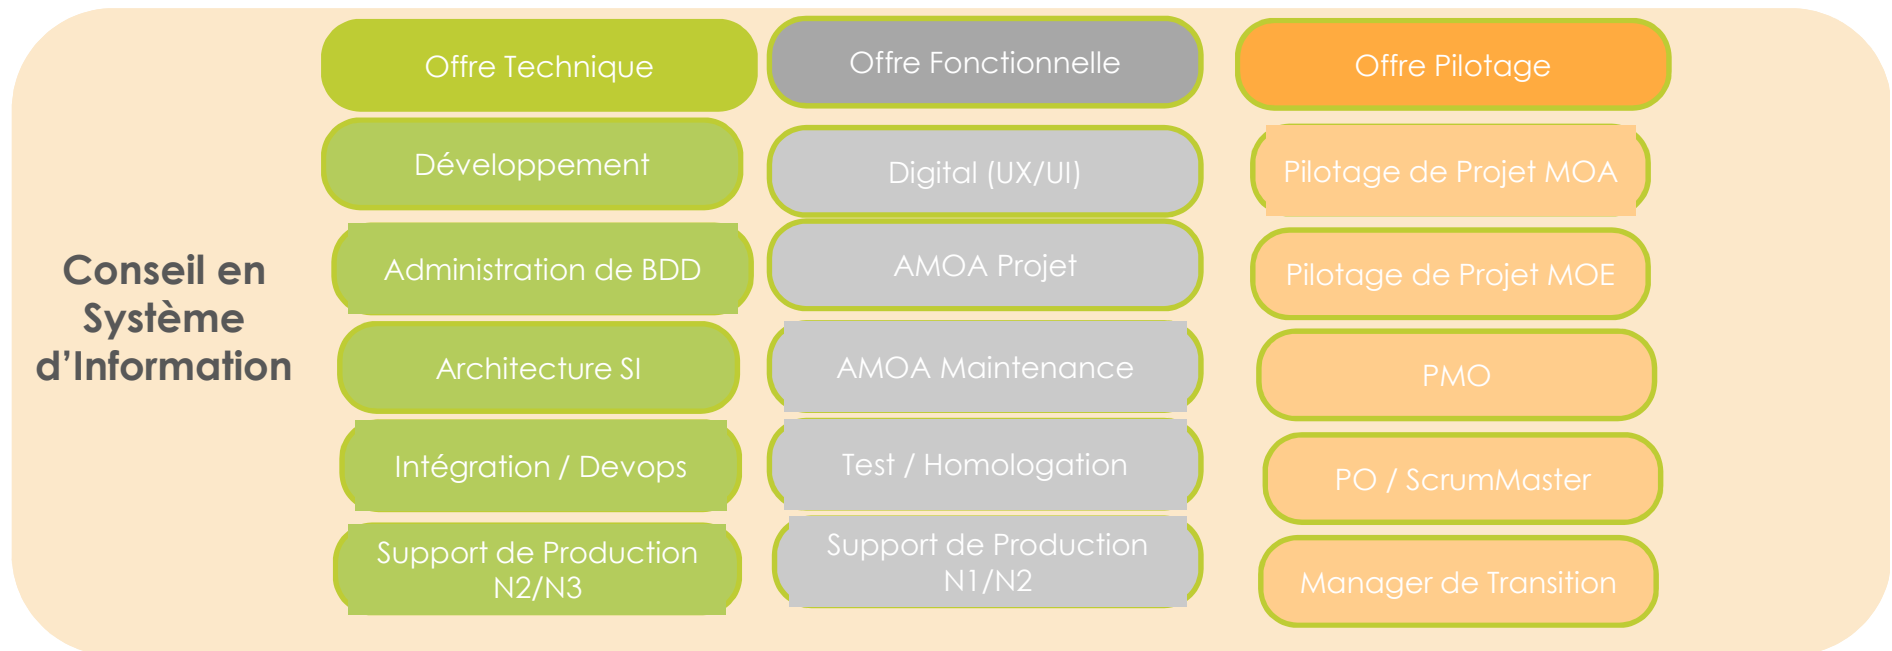 Conseil en
Système
d’Information
Offre Technique
Développement
Administration de BDD
Architecture SI
Intégration / Devops
Support de Production
N2/N3
Offre Fonctionnelle
Digital (UX/UI)
AMOA Projet
AMOA Maintenance
Test / Homologation
Support de Production
N1/N2
Offre Pilotage
Pilotage de Projet MOA
Pilotage de Projet MOE
PMO
PO / ScrumMaster
Manager de Transition